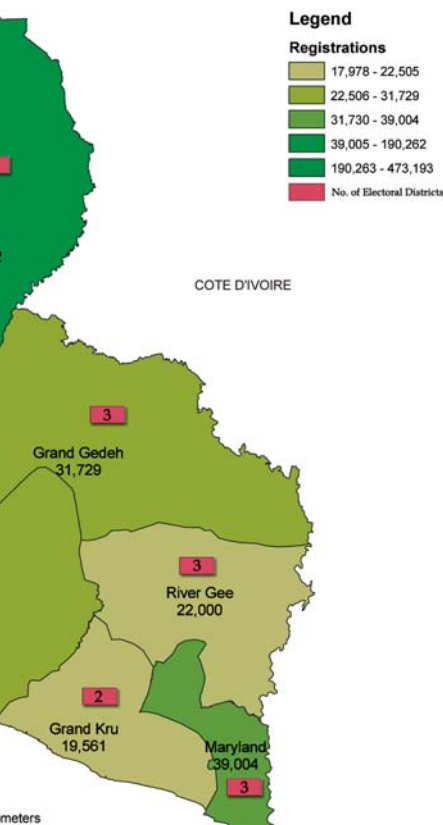 Legend
Registrations
17,978 - 22,505
22,506 - 31,729
31,730 - 39,004
39,005 - 190,262
190,263 - 473,193
No. of Electoral Districts
COTE D'IVOIRE
3
Grand Gedeh
31,729
3
River Gee
22,000
2
Grand Kru
19,561
Maryland
39,004
3
meters